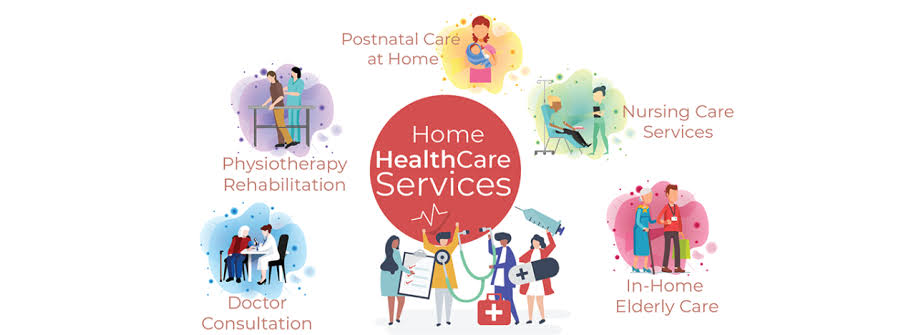 Postnatal Care
at Home
Nursing Care
Services
Home
HealthCare
Services
Physiotherapy
Rehabilitation
Doctor
Consultation
In-Home
Elderly Care